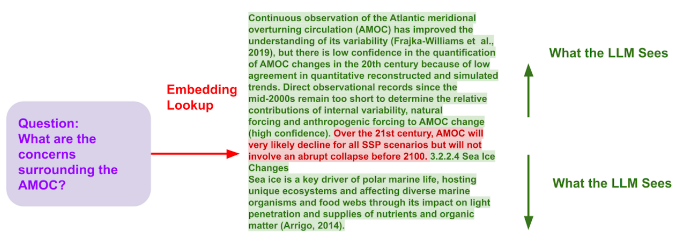 Question:
What are the
concerns
surrounding the
AMOC?
Embedding
Lookup
Continuous observation of the Atlantic meridional
overturning circulation (AMOC) has improved the
understanding of its variability (Frajka-Williams et  al.,
2019), but there is low confidence in the quantification
of AMOC changes in the 20th century because of low
agreement in quantitative reconstructed and simulated
trends. Direct observational records since the
mid-2000s remain too short to determine the relative
contributions of internal variability, natural
forcing and anthropogenic forcing to AMOC change
(high confidence). Over the 21st century, AMOC will
very likely decline for all SSP scenarios but will not
involve an abrupt collapse before 2100. 3.2.2.4 Sea Ice
Changes
Sea ice is a key driver of polar marine life, hosting
unique ecosystems and affecting diverse marine
organisms and food webs through its impact on light
penetration and supplies of nutrients and organic
matter (Arrigo, 2014).
What the LLM Sees
What the LLM Sees